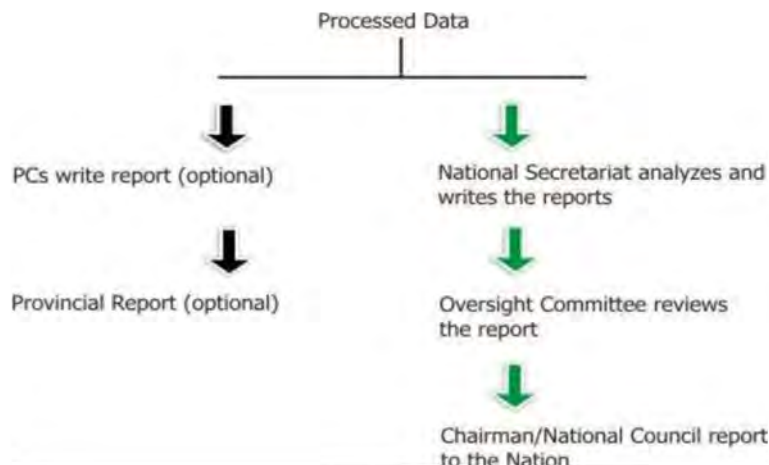 Processed Data
PCs write report (optional)
National Secretariat analyzes and
writes the reports
Provincial Report (optional)
Oversight Committee reviews
the report
Chairman/National Council report
to the Nation